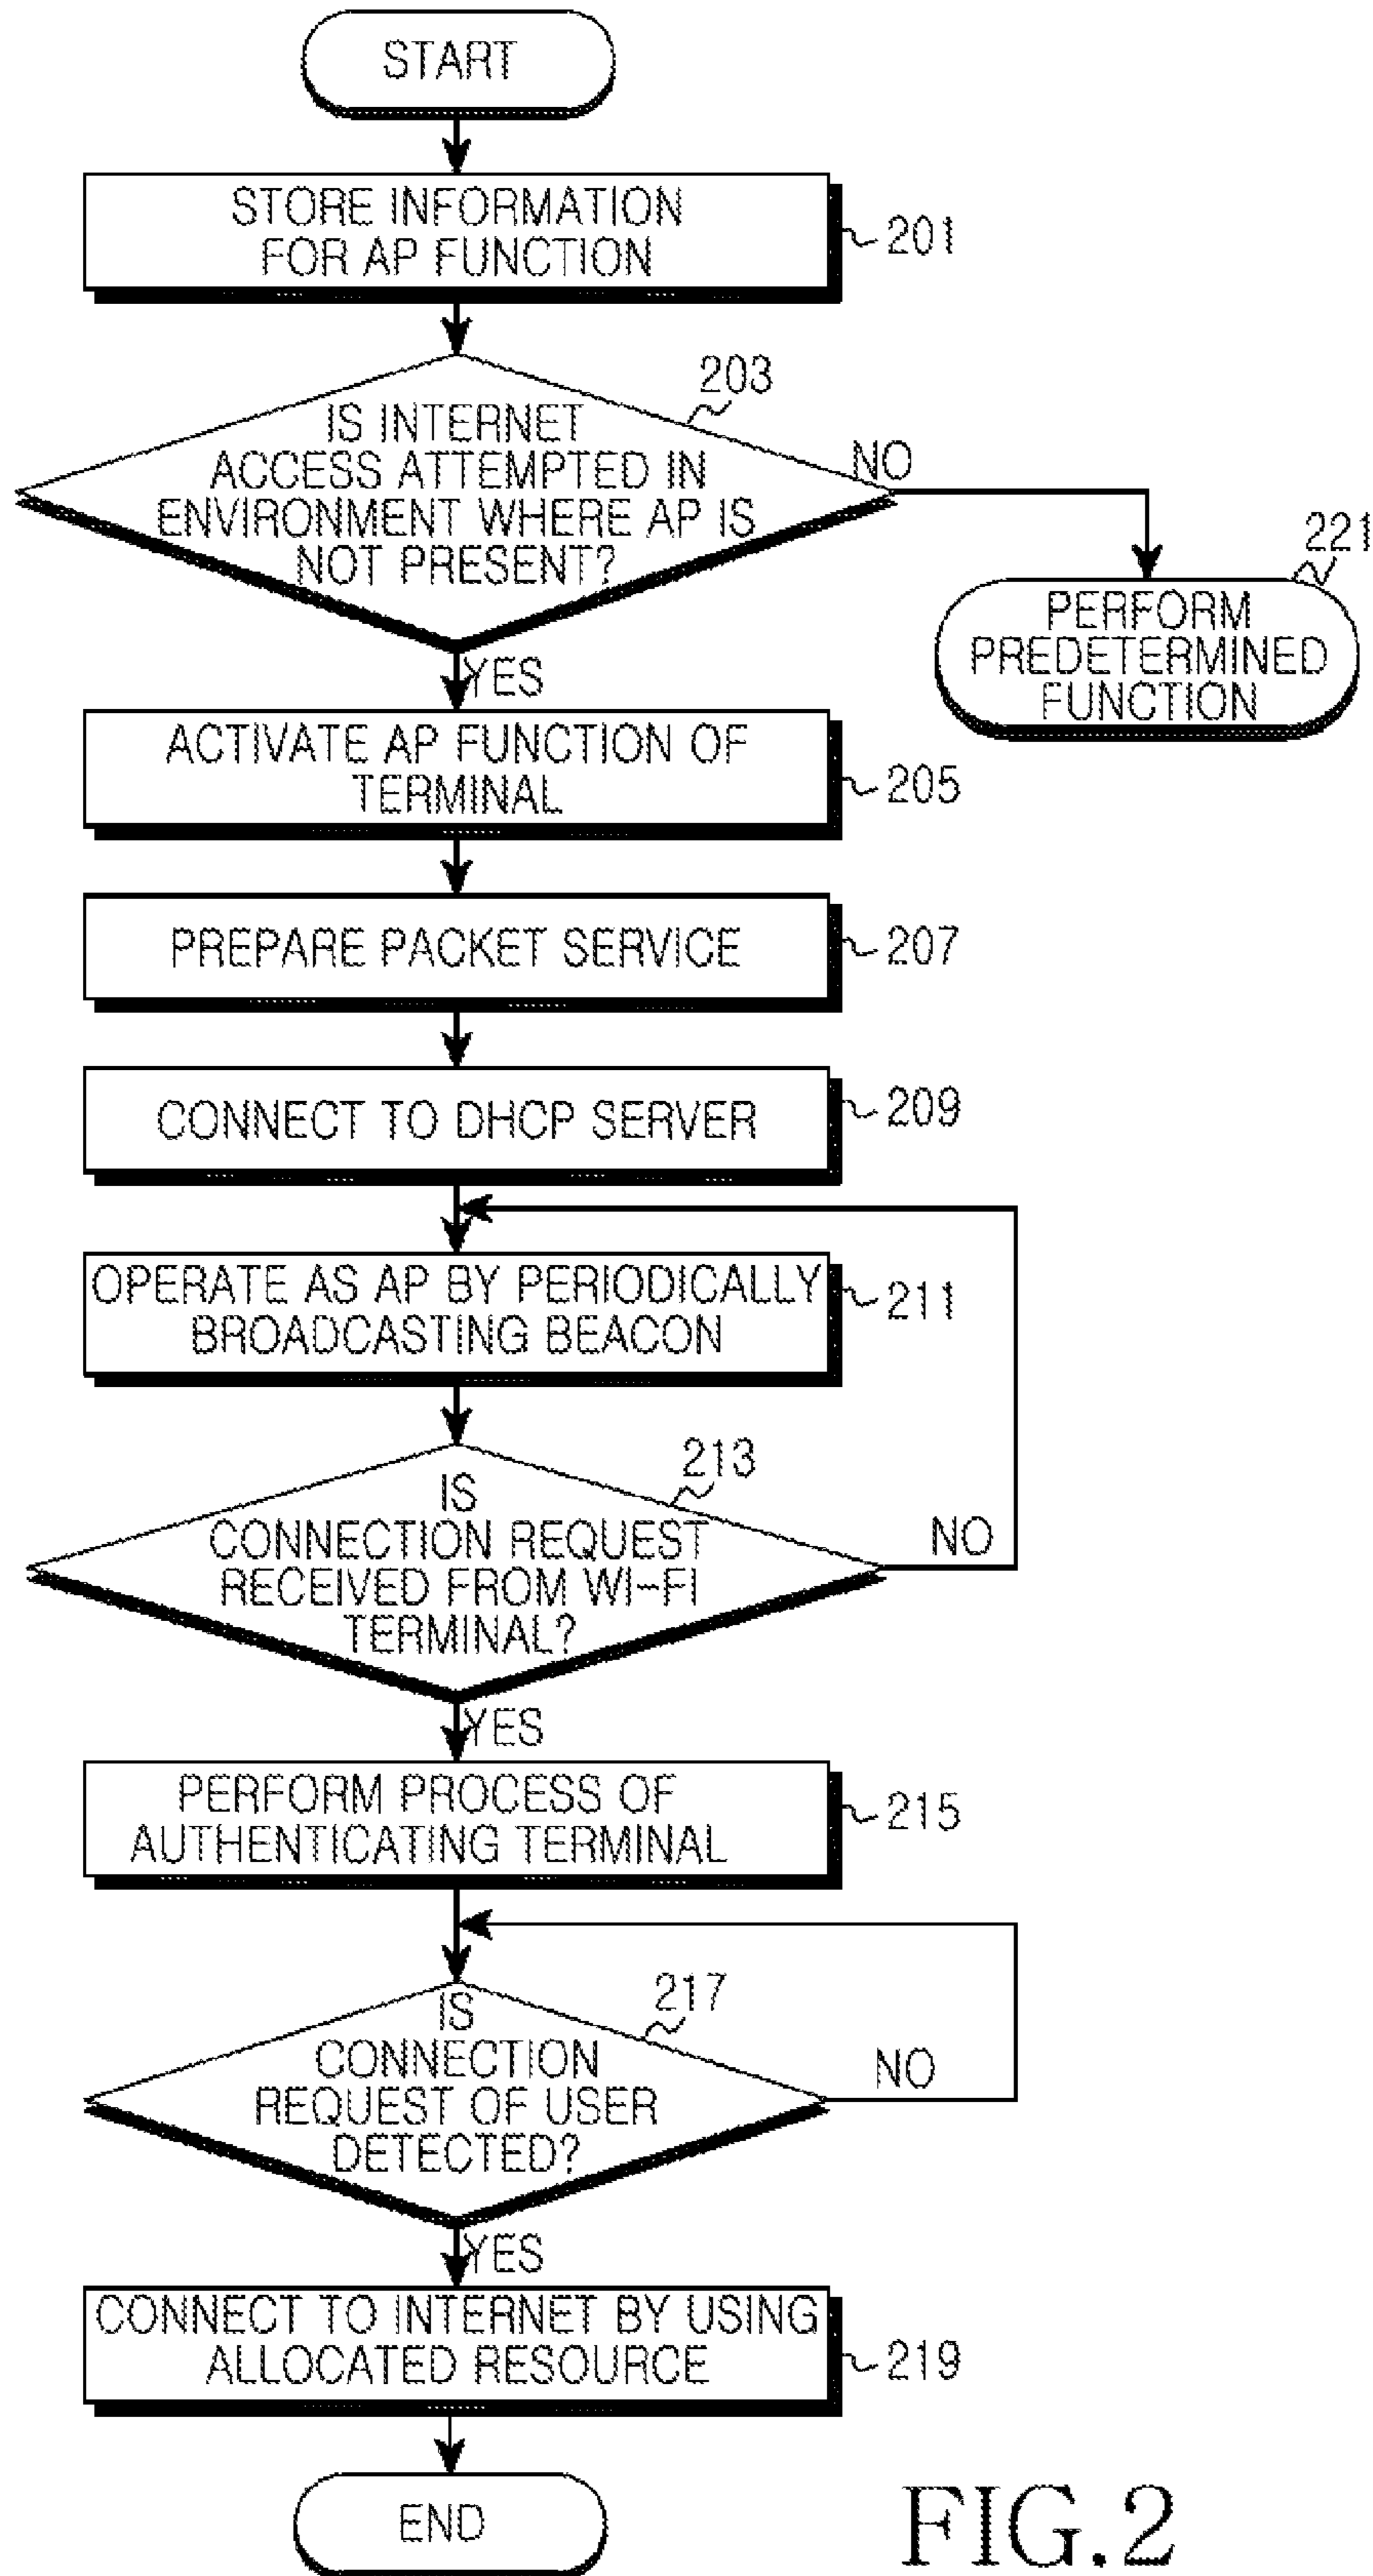 START
STORE INFORMATION
FOR AP FUNCTION
201
203
IS INTERNET
ACCESS ATTEMPTED IN
ENVIRONMENT WHERE AP IS
NOT PRESENT?
NO
221
PERFORM
PREDETERMINED
FUNCTION
YES
ACTIVATE AP FUNCTION OF
TERMINAL
205
PREPARE PACKET SERVICE
207
CONNECT TO DHCP SERVER
209
OPERATE AS AP BY PERIODICALLY
BROADCASTING BEACON
211
213
IS
CONNECTION REQUEST
RECEIVED FROM WI-FI
TERMINAL?
NO
YES
PERFORM PROCESS OF
AUTHENTICATING TERMINAL
215
217
IS
CONNECTION
REQUEST OF USER
DETECTED?
NO
YES
CONNECT TO INTERNET BY USING
ALLOCATED RESOURCE
219
END
FIG.2